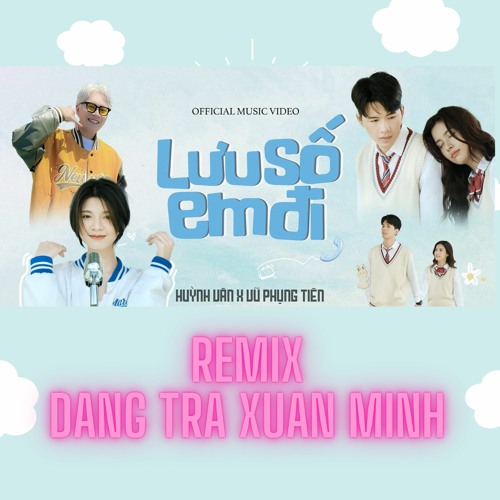 OFFICIAL MUSIC VIDEO
Lưu số
em đi
HUỲNH VĂN X VŨ PHỤNG TIÊN
REMIX
DANG TRA XUAN MINH